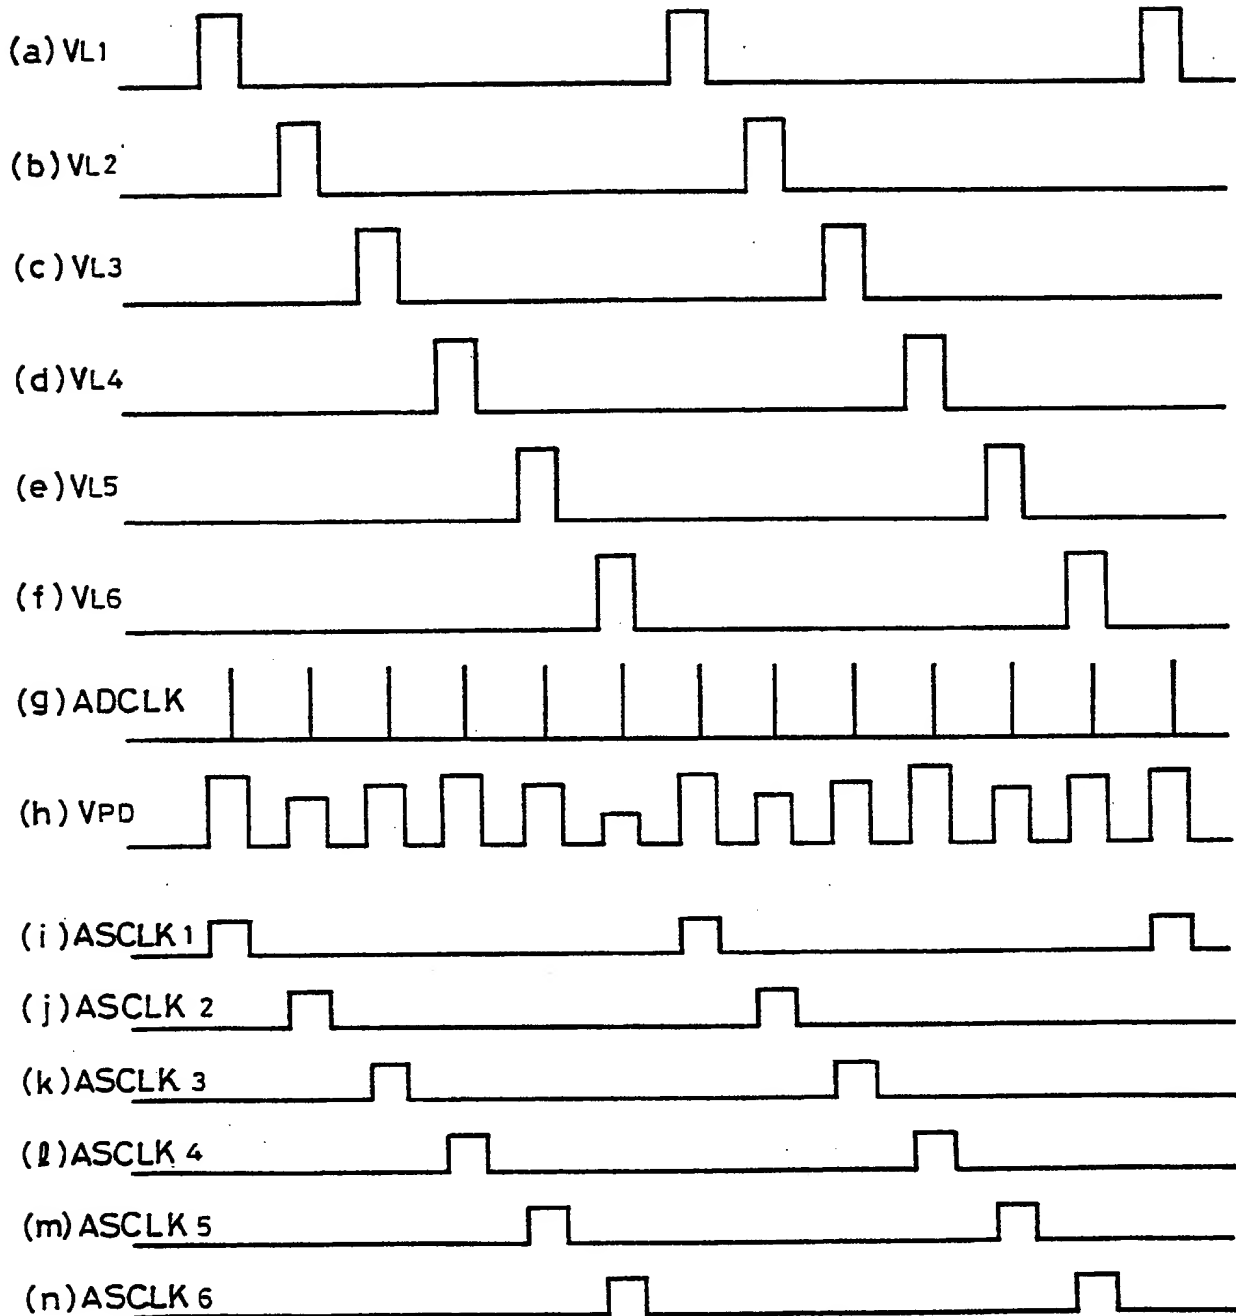 (a) VL1
(b) VL2
(c) VL3
(d) VL4
(e) VL5
(f) VL6
(g) ADCLK
(h) VPD
(i) ASCLK 1
(j) ASCLK 2
(k) ASCLK 3
(ℓ) ASCLK 4
(m) ASCLK 5
(n) ASCLK 6